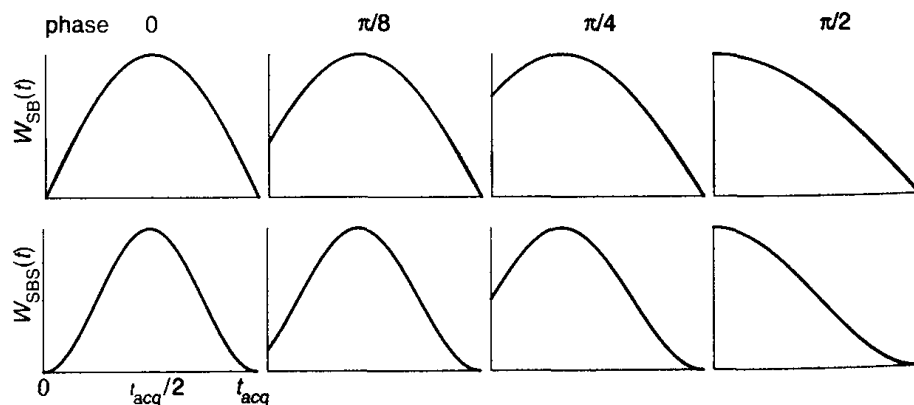 phase 0 π/8 π/4 π/2
W_SB(t)
W_SBS(t)
0 t_acq/2 t_acq